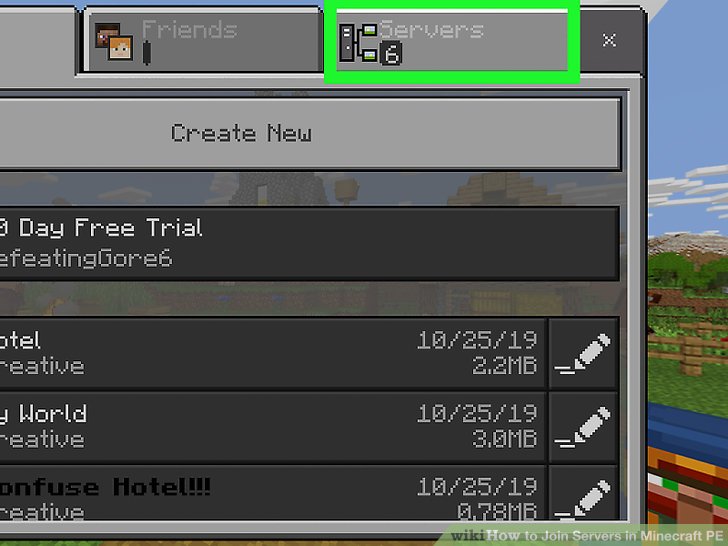 Friends
Servers
6
Create New
0 Day Free Trial
efeatingGore6
otel
10/25/19
reative
2.2MB
y World
10/25/19
reative
3.0MB
onfuse Hotel!!!
10/25/19
reative
0.78MB
wikiHow to Join Servers in Minecraft PE